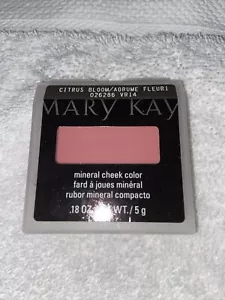 CITRUS BLOOM/AGRUME FLEURI
026286 VR14
MARY KAY
mineral cheek color
fard à joues minéral
rubor mineral compacto
.18 OZ. WT./ 5 g